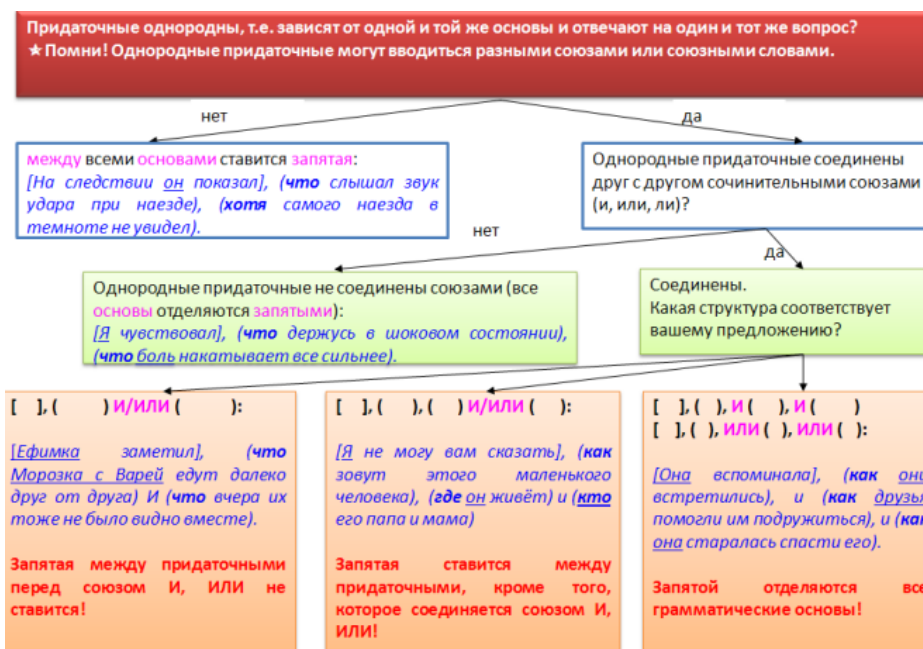 Придаточные однородны, т.е. зависят от одной и той же основы и отвечают на один и тот же вопрос?
★Помни! Однородные придаточные могут вводиться разными союзами или союзными словами.
нет
да
между всеми основами ставится запятая:
[На следствии он показал], (что слышал звук
удара при наезде), (хотя самого наезда в
темноте не увидел).
Однородные придаточные соединены
друг с другом сочинительными союзами
(и, или, ли)?
нет
да
Однородные придаточные не соединены союзами (все
основы отделяются запятыми):
[Я чувствовал], (что держусь в шоковом состоянии),
(что боль накатывает все сильнее).
Соединены.
Какая структура соответствует
вашему предложению?
[ ], ( ) И/ИЛИ ( ):
[Ефимка заметил], (что
Морозка с Варей едут далеко
друг от друга) И (что вчера их
тоже не было видно вместе).
Запятая между придаточными
перед союзом И, ИЛИ не
ставится!
[ ], ( ), ( ) И/ИЛИ ( ):
[Я не могу вам сказать], (как
зовут этого маленького
человека), (где он живёт) и (кто
его папа и мама)
Запятая ставится между
придаточными, кроме того,
которое соединяется союзом И,
ИЛИ!
[ ], ( ), И ( ), И ( )
[ ], ( ), ИЛИ ( ), ИЛИ ( ):
[Она вспоминала], (как они
встретились), и (как друзья
помогли им подружиться), и (как
она старалась спасти его).
Запятой отделяются все
грамматические основы!